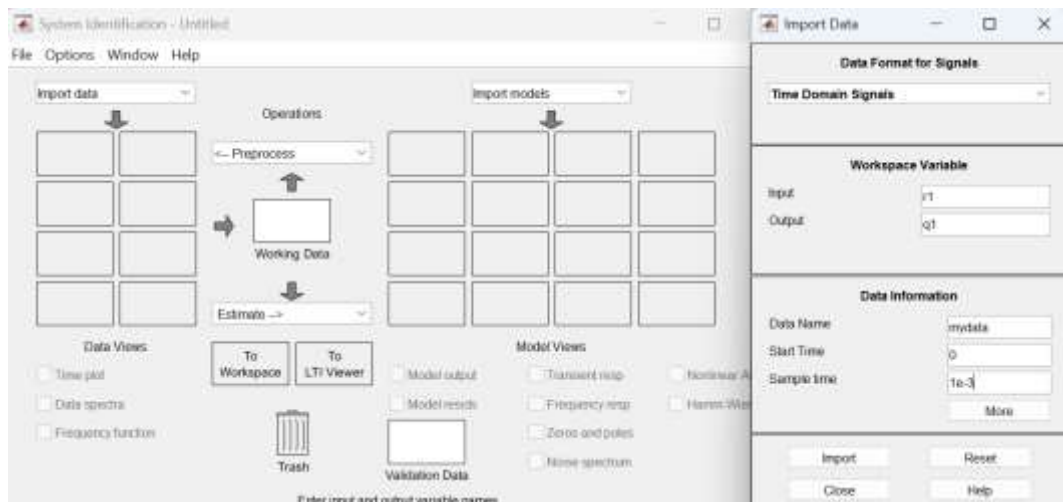 System Identification - Untitled
File Options Window Help
Import data
Import models
Operations
<-- Preprocess
Working Data
Estimate -->
Data Views
To Workspace
To LTI Viewer
Model Views
Time plot
Data spectra
Frequency function
Model output
Model resids
Transient resp
Frequency resp
Zeros and poles
Noise spectrum
Nonlinear A
Hamm-Wien
Trash
Validation Data
Enter input and output variable names
Import Data
Data Format for Signals
Time Domain Signals
Workspace Variable
Input r1
Output q1
Data Information
Data Name mydata
Start Time 0
Sample time 1e-3
More
Import Reset
Close Help